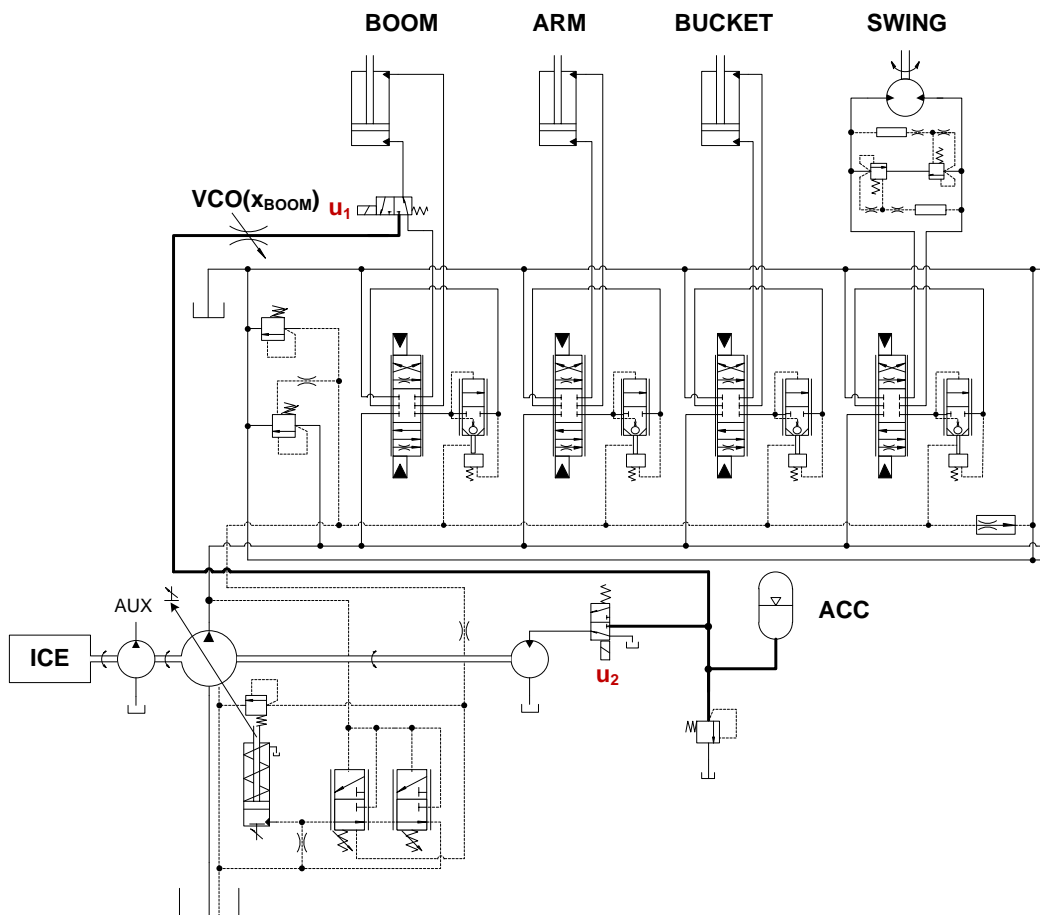 BOOM
ARM
BUCKET
SWING
VCO(xBOOM)
u1
AUX
ICE
ACC
u2